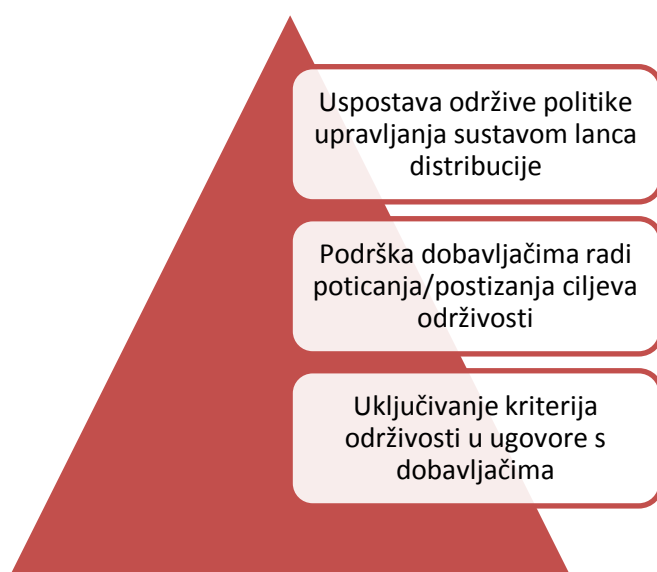 Uspostava održive politike
upravljanja sustavom lanca
distribucije
Podrška dobavljačima radi
poticanja/postizanja ciljeva
održivosti
Uključivanje kriterija
održivosti u ugovore s
dobavljačima